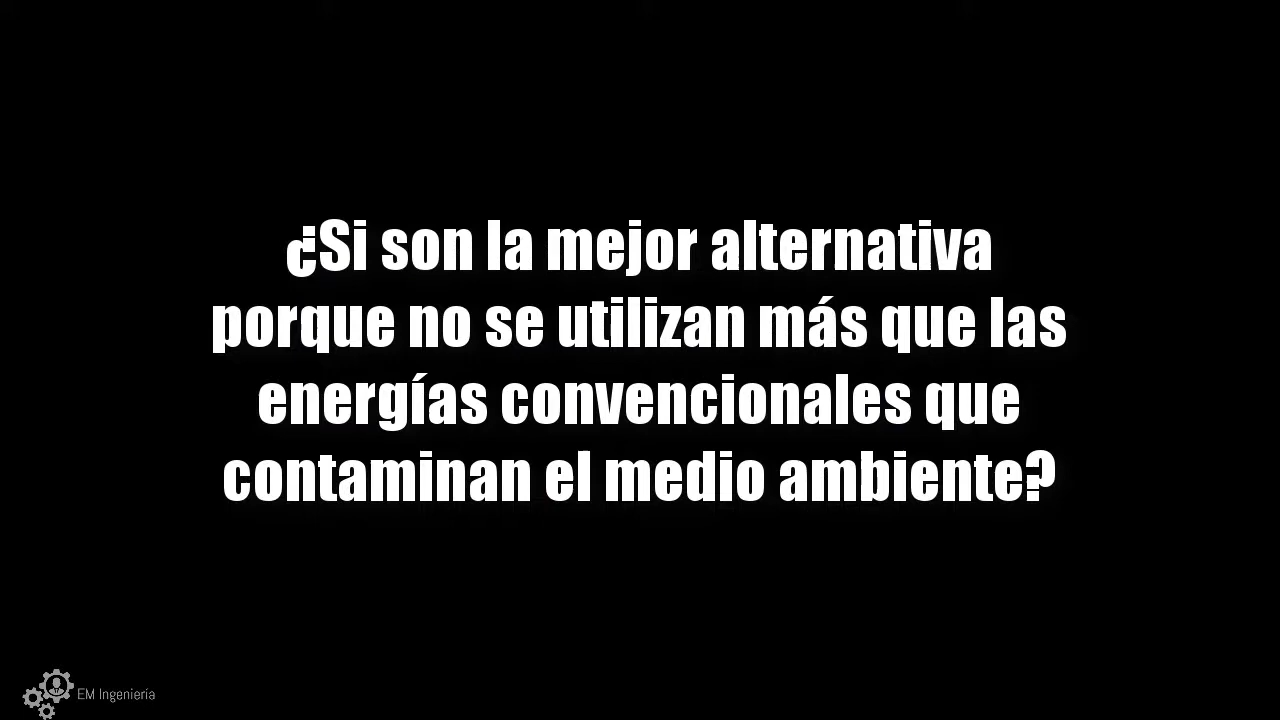 ¿Si son la mejor alternativa
porque no se utilizan más que las
energías convencionales que
contaminan el medio ambiente?
EM Ingeniería